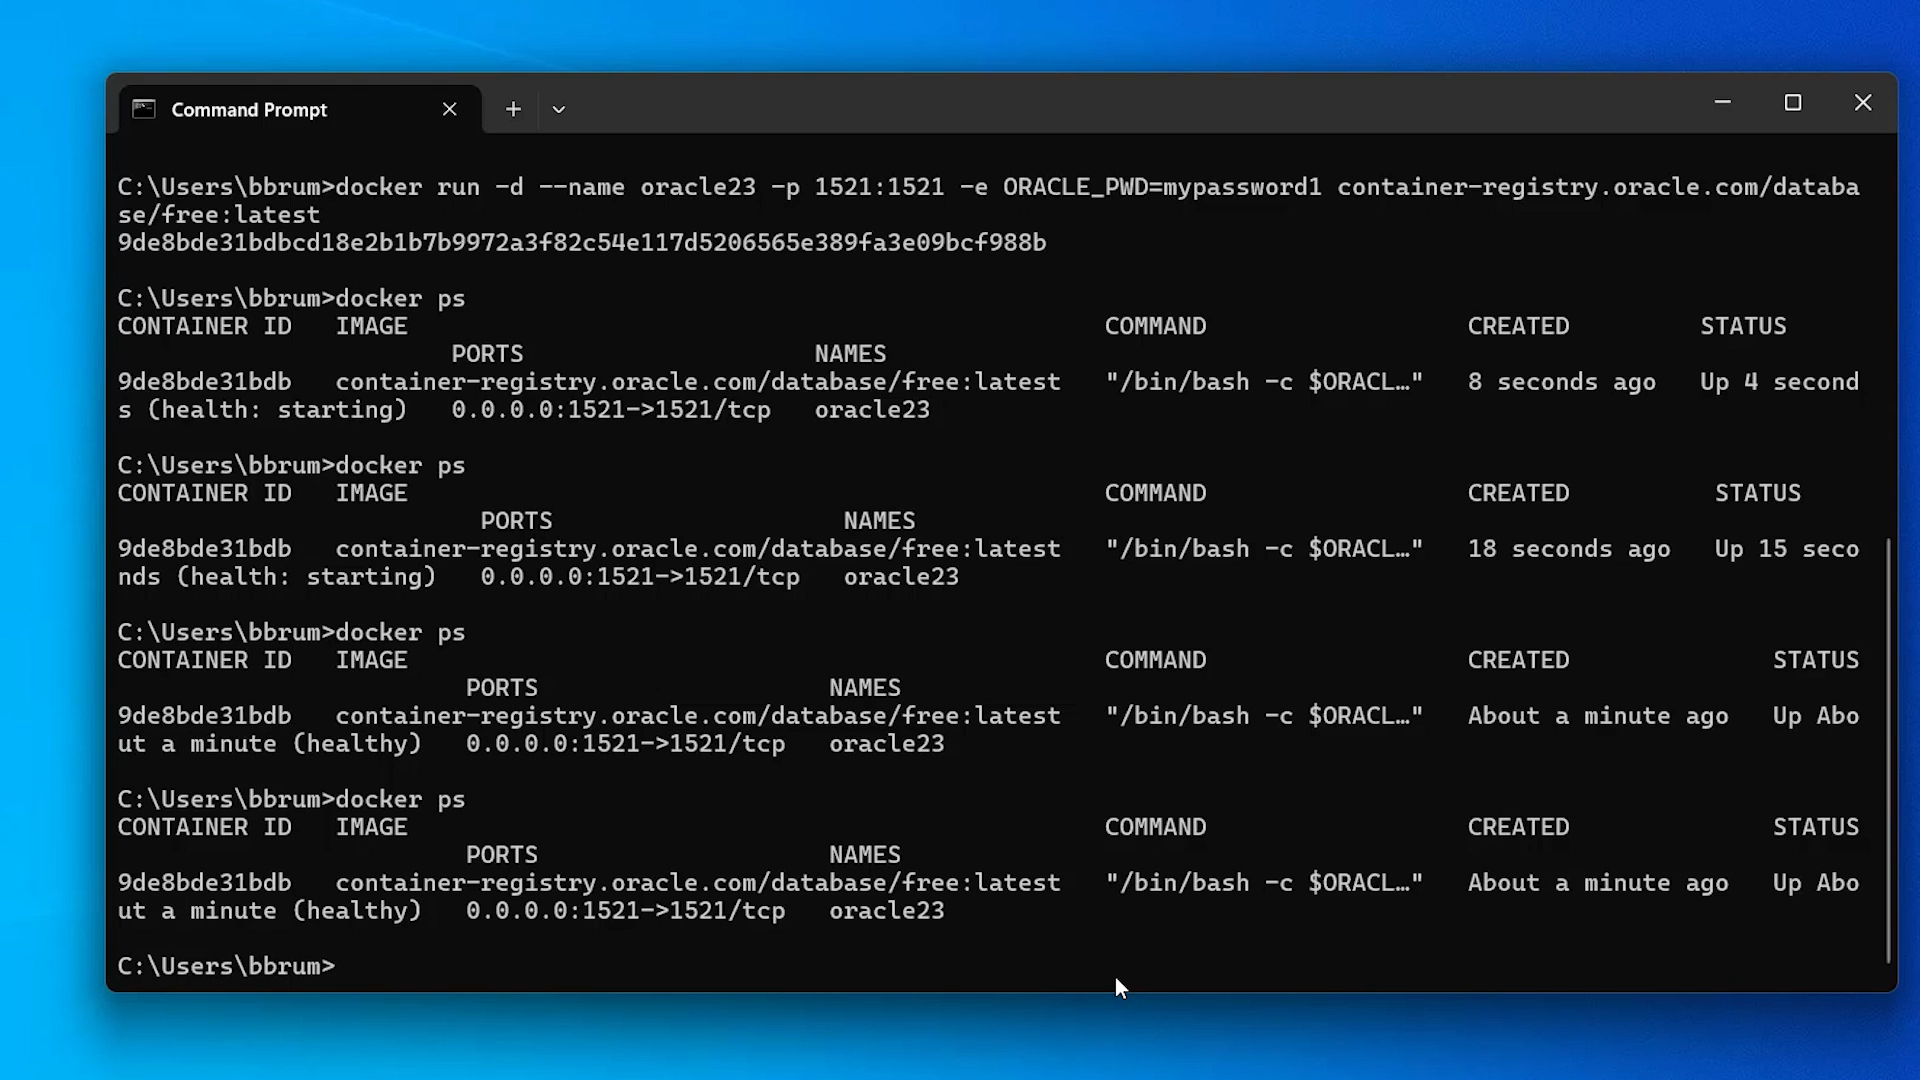 Command Prompt
C:\Users\bbrum>docker run -d --name oracle23 -p 1521:1521 -e ORACLE_PWD=mypassword1 container-registry.oracle.com/databa
se/free:latest
9de8bde31bdbcd18e2b1b7b9972a3f82c54e117d5206565e389fa3e09bcf988b
C:\Users\bbrum>docker ps
CONTAINER ID   IMAGE                                                COMMAND                  CREATED         STATUS
                       PORTS                    NAMES
9de8bde31bdb   container-registry.oracle.com/database/free:latest   "/bin/bash -c $ORACL…"   8 seconds ago   Up 4 second
s (health: starting)   0.0.0.0:1521->1521/tcp   oracle23
C:\Users\bbrum>docker ps
CONTAINER ID   IMAGE                                                COMMAND                  CREATED          STATUS
                         PORTS                    NAMES
9de8bde31bdb   container-registry.oracle.com/database/free:latest   "/bin/bash -c $ORACL…"   18 seconds ago   Up 15 seco
nds (health: starting)   0.0.0.0:1521->1521/tcp   oracle23
C:\Users\bbrum>docker ps
CONTAINER ID   IMAGE                                                COMMAND                  CREATED              STATUS
                        PORTS                    NAMES
9de8bde31bdb   container-registry.oracle.com/database/free:latest   "/bin/bash -c $ORACL…"   About a minute ago   Up Abo
ut a minute (healthy)   0.0.0.0:1521->1521/tcp   oracle23
C:\Users\bbrum>docker ps
CONTAINER ID   IMAGE                                                COMMAND                  CREATED              STATUS
                        PORTS                    NAMES
9de8bde31bdb   container-registry.oracle.com/database/free:latest   "/bin/bash -c $ORACL…"   About a minute ago   Up Abo
ut a minute (healthy)   0.0.0.0:1521->1521/tcp   oracle23
C:\Users\bbrum>